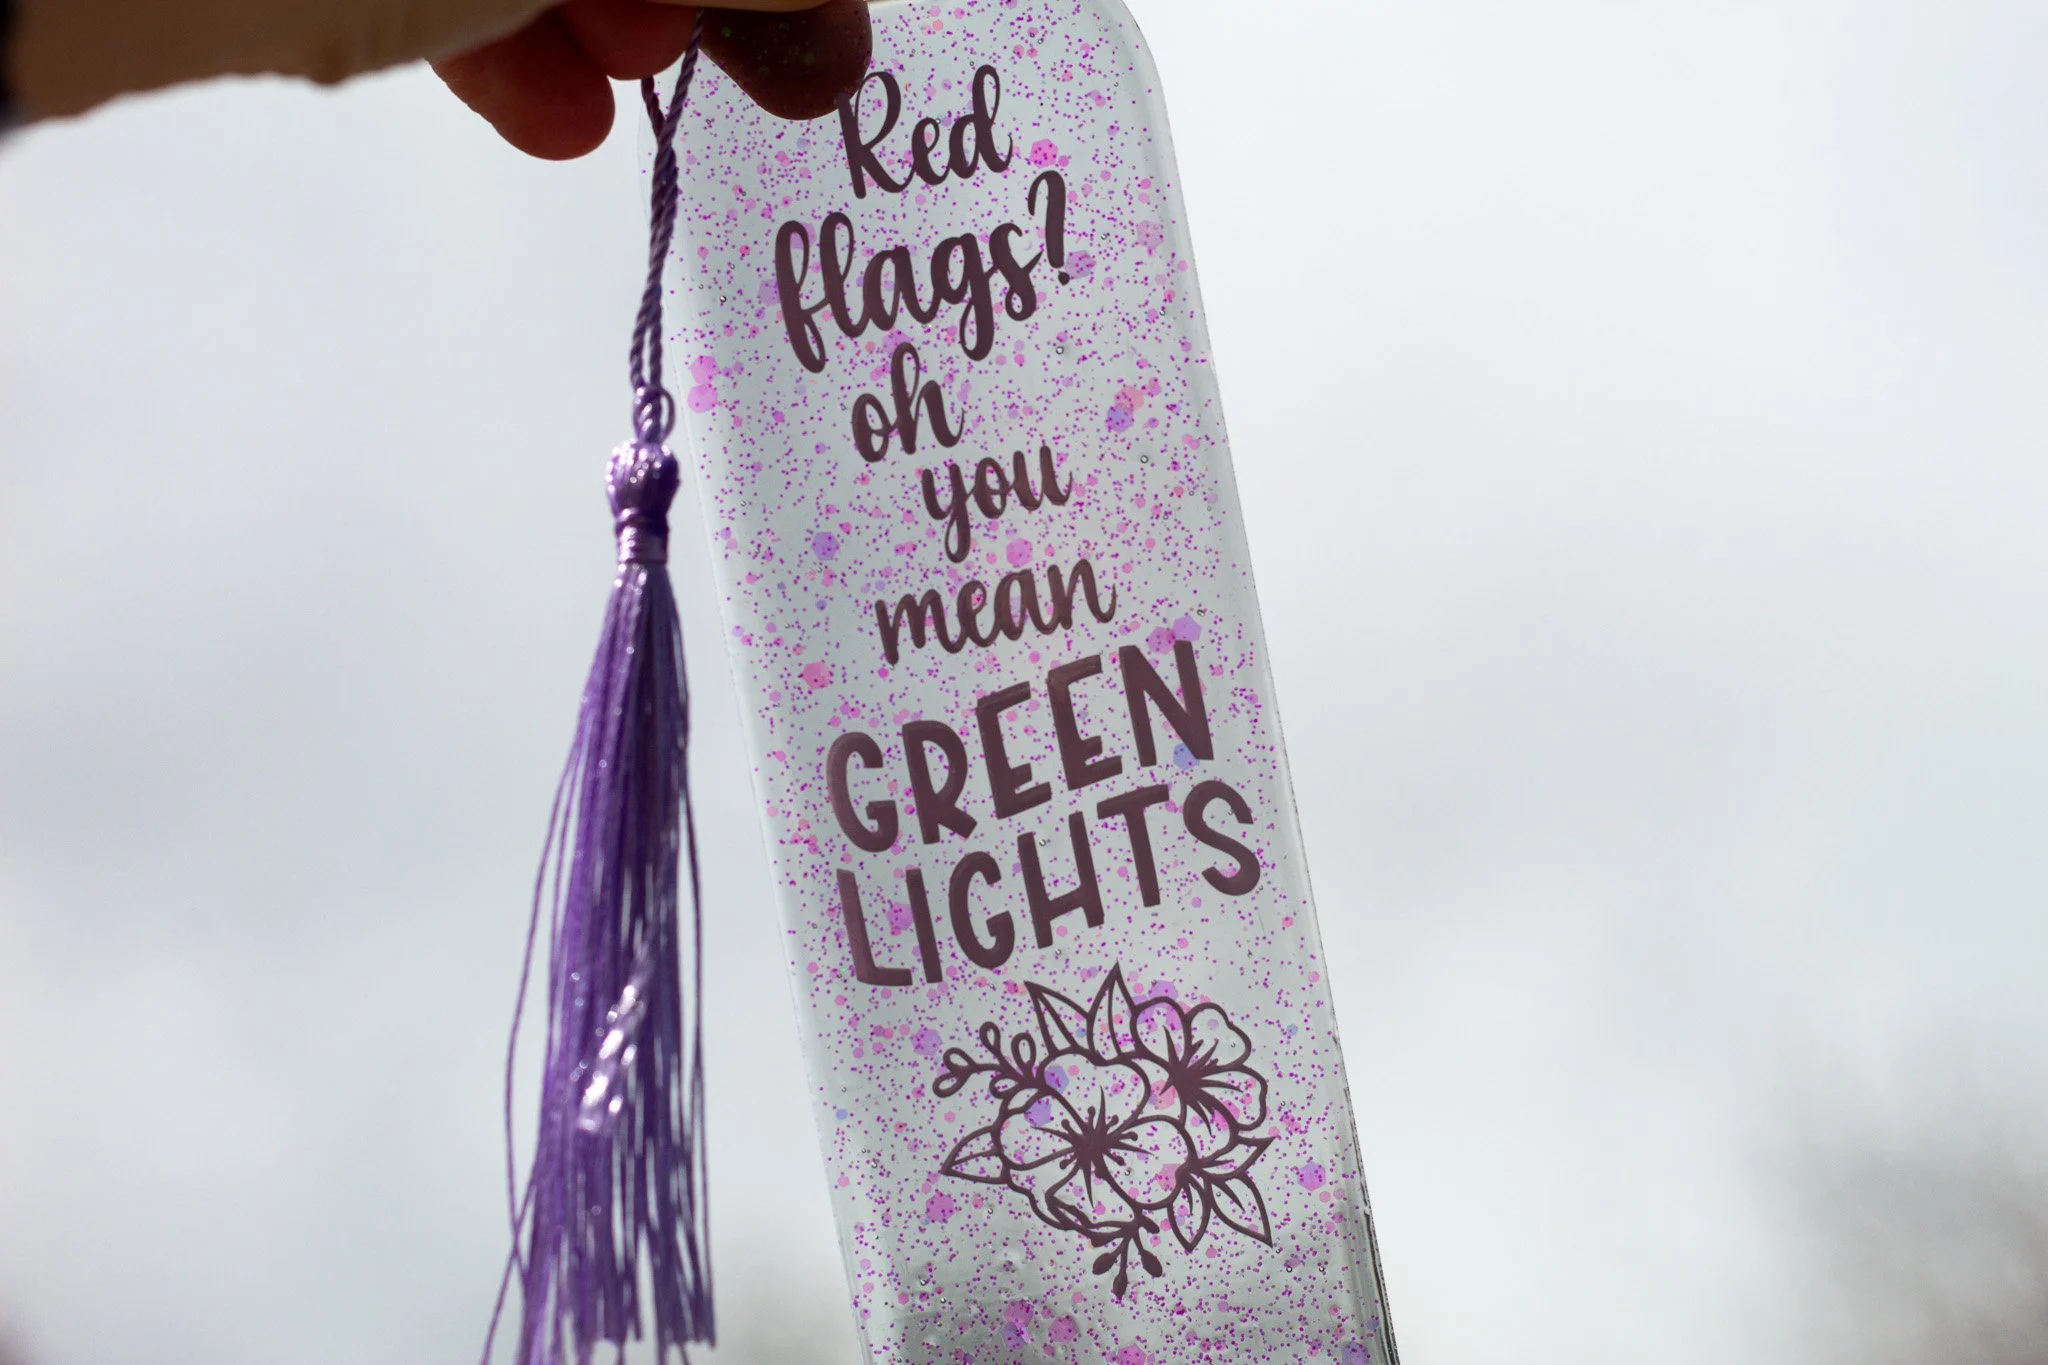 Red
flags?
oh
you
mean
GREEN
LIGHTS